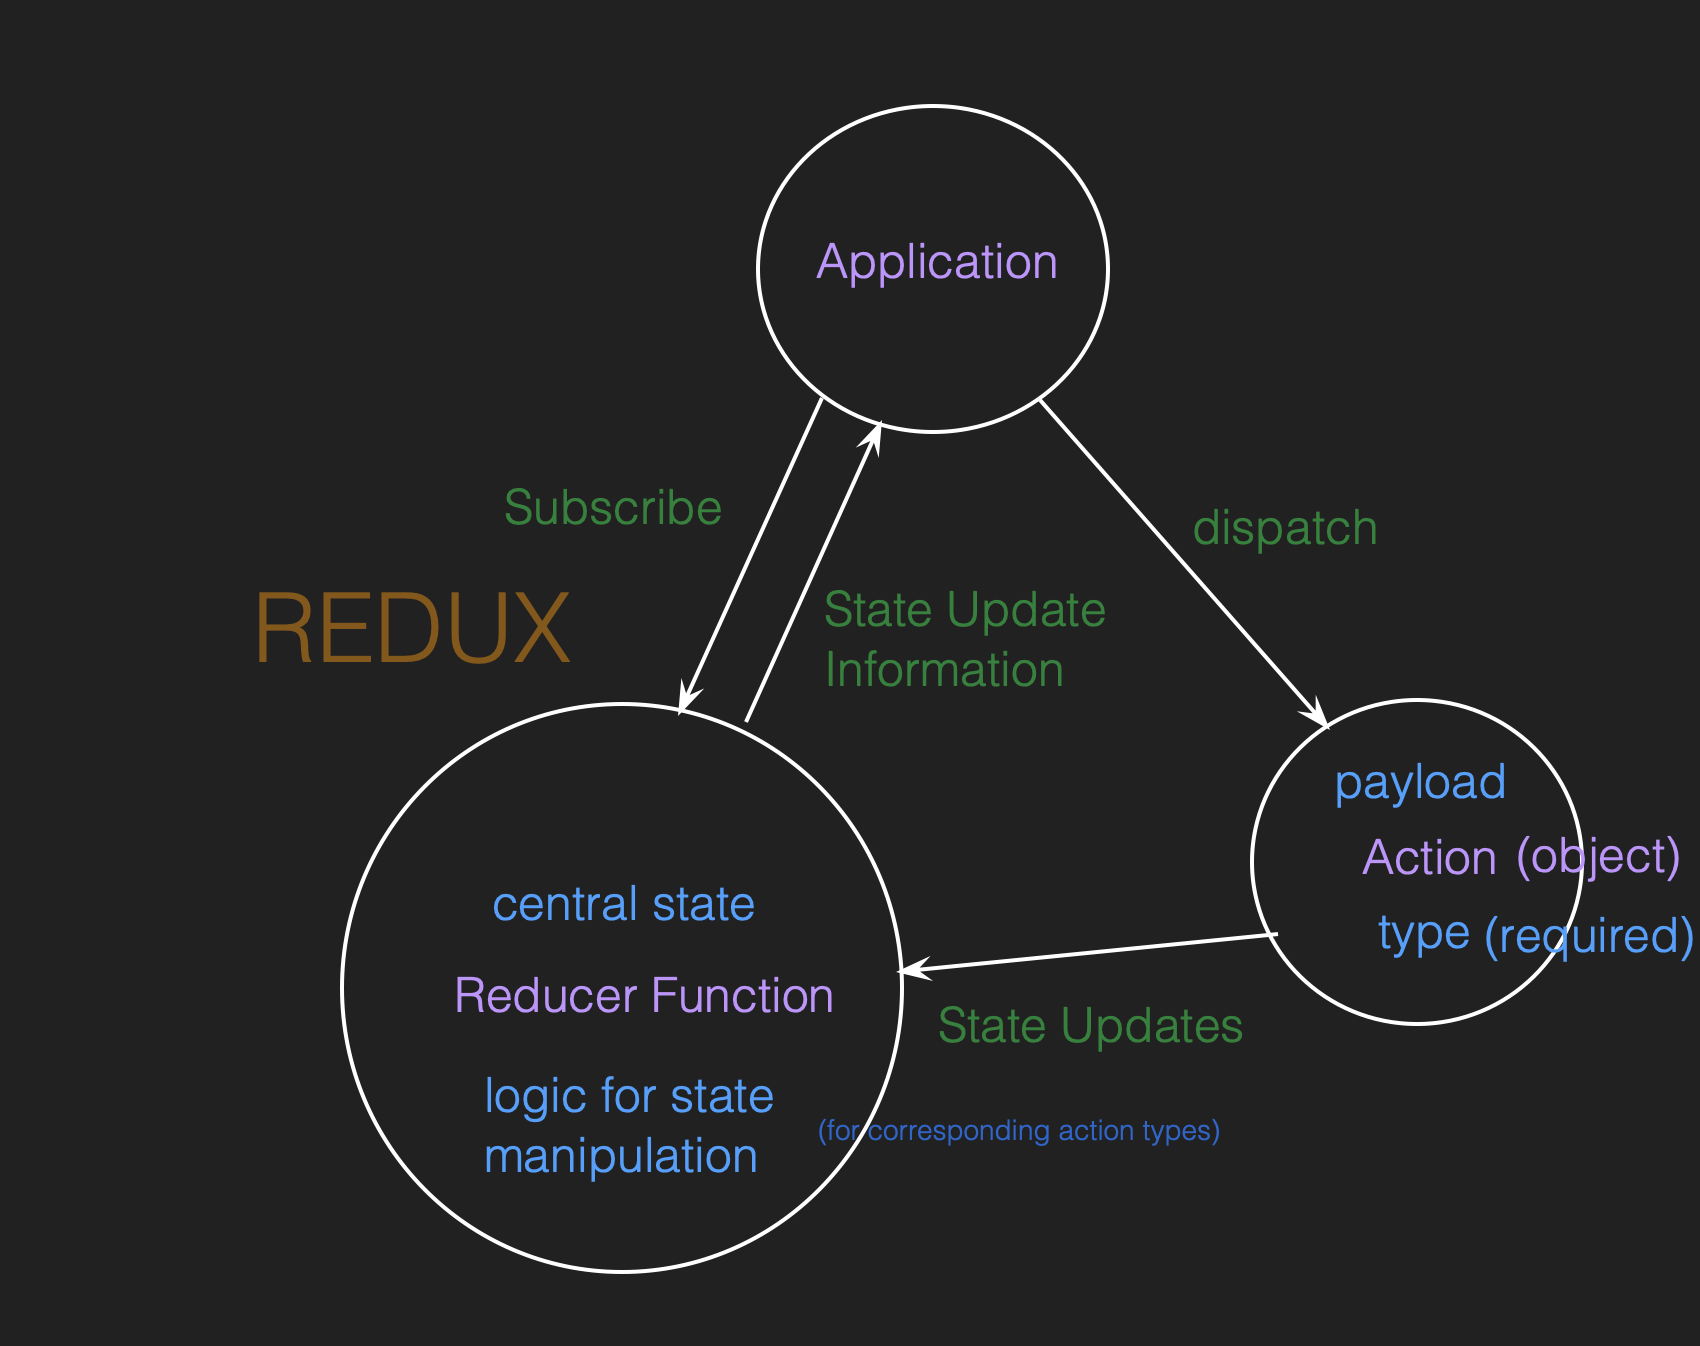 Application
Subscribe
dispatch
REDUX
State Update
Information
payload
Action (object)
type (required)
central state
Reducer Function
State Updates
logic for state
manipulation
(for corresponding action types)